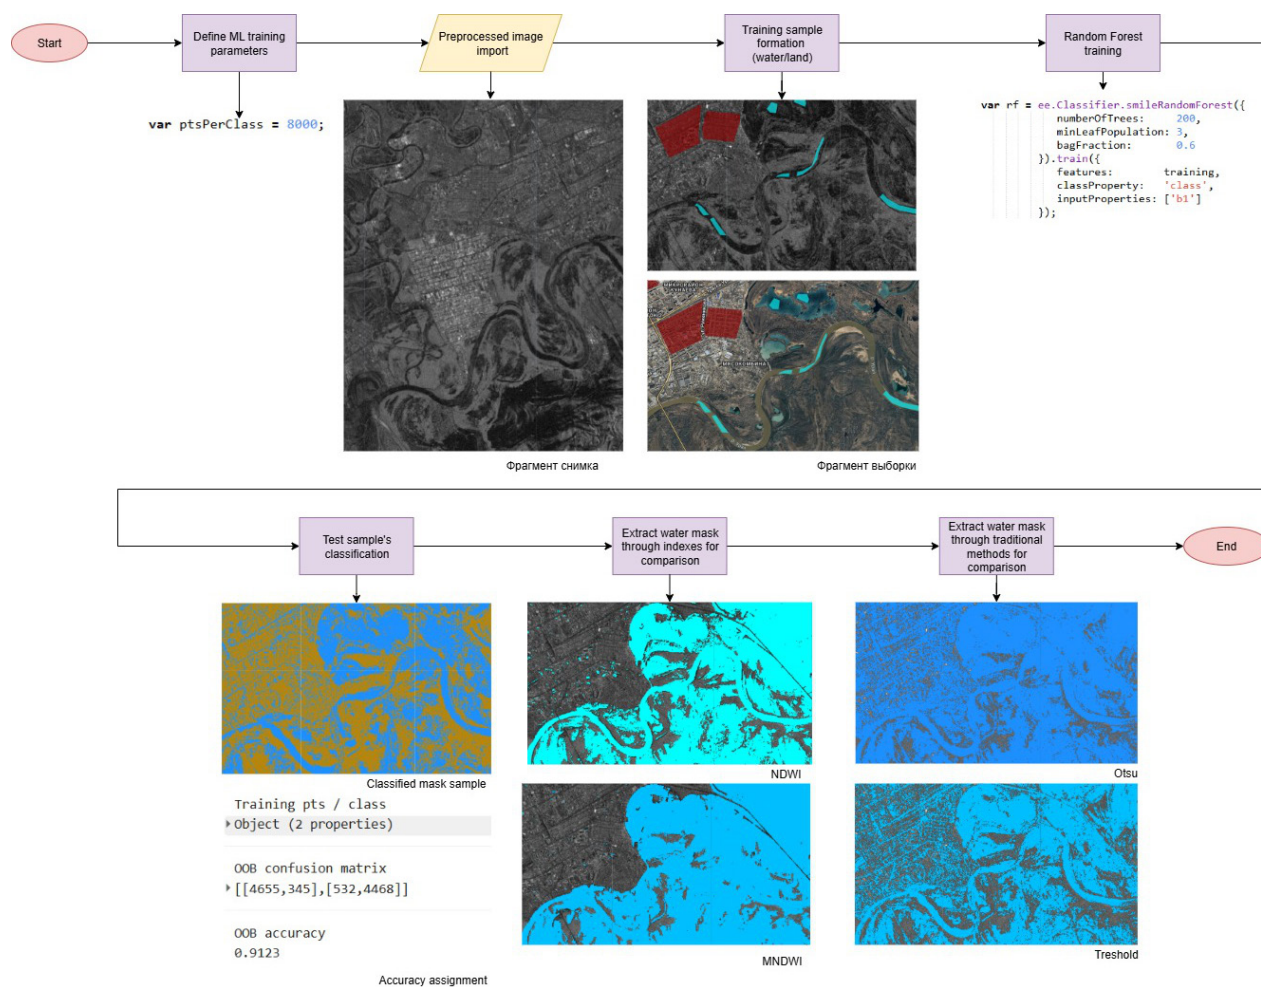 Start
Define ML training
parameters
Preprocessed image
import
Training sample
formation
(water/land)
Random Forest
training
var ptsPerClass = 8000;
var rf = ee.Classifier.smileRandomForest({
numberOfTrees: 200,
minLeafPopulation: 3,
bagFraction: 0.6
}).train({
features: training,
classProperty: 'class',
inputProperties: ['b1']
});
Фрагмент снимка
Фрагмент выборки
Test sample's
classification
Extract water mask
through indexes for
comparison
Extract water mask
through traditional
methods for
comparison
End
Classified mask sample
NDWI
Otsu
Training pts / class
Object (2 properties)
OOB confusion matrix
[[4655,345],[532,4468]]
OOB accuracy
0.9123
Accuracy assignment
MNDWI
Treshold